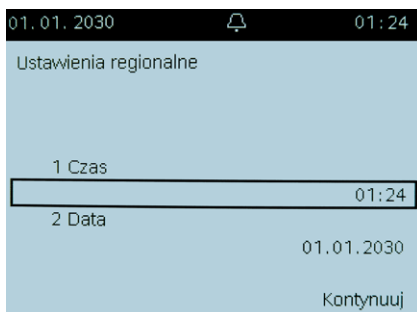 01.01.2030 01:24
Ustawienia regionalne
1 Czas
01:24
2 Data
01.01.2030
Kontynuuj